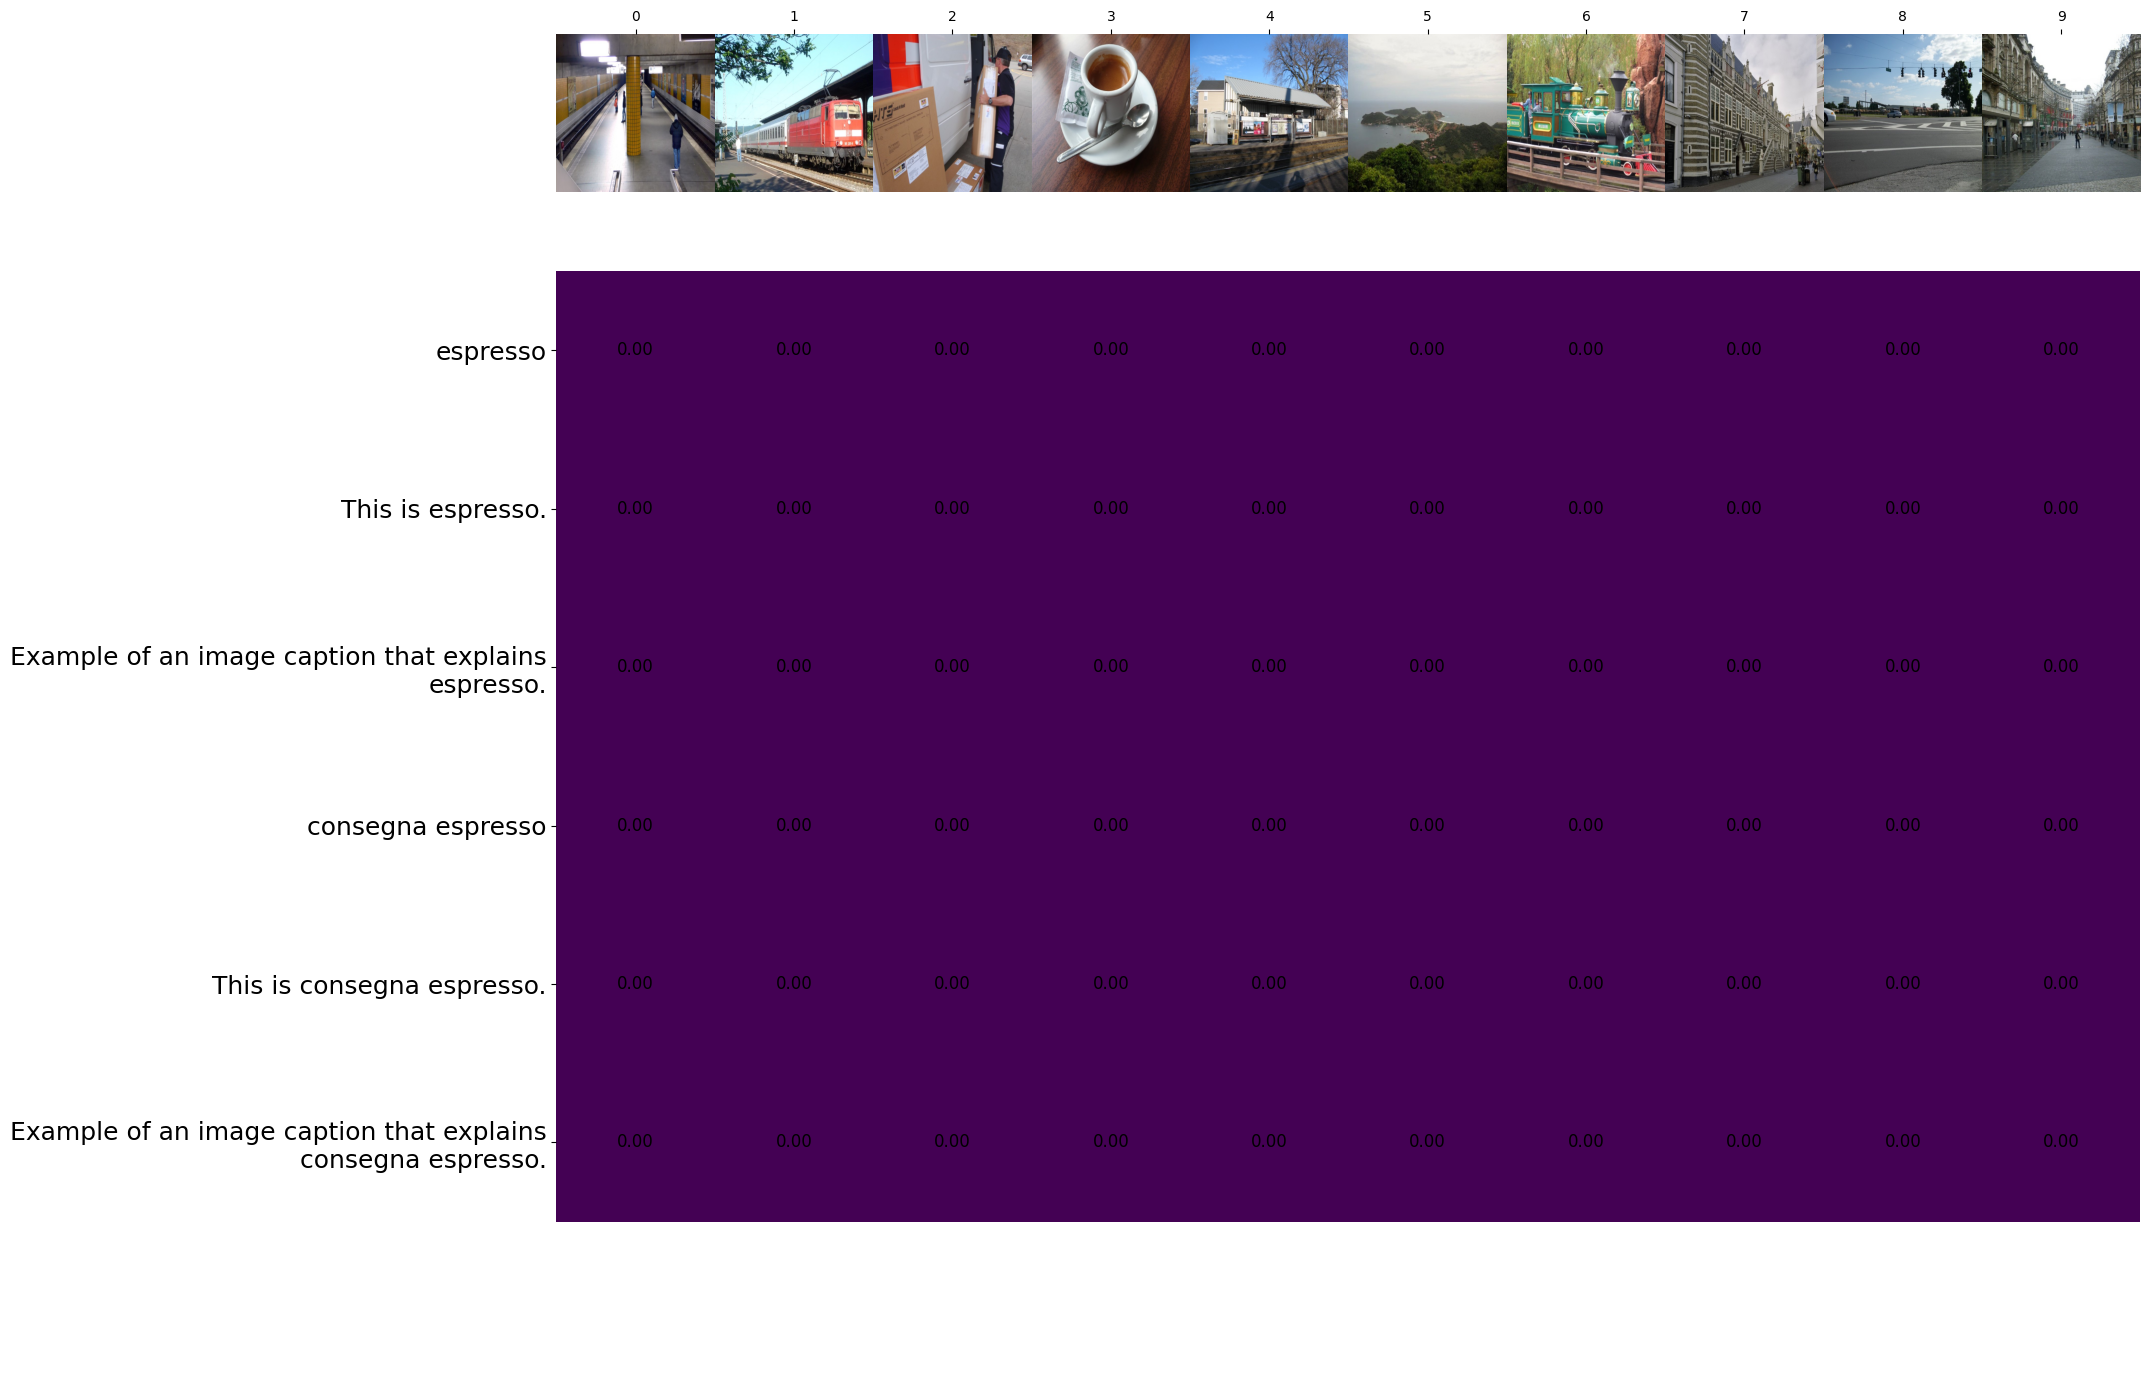 0 1 2 3 4 5 6 7 8 9
espresso 0.00 0.00 0.00 0.00 0.00 0.00 0.00 0.00 0.00 0.00
This is espresso. 0.00 0.00 0.00 0.00 0.00 0.00 0.00 0.00 0.00 0.00
Example of an image caption that explains
espresso. 0.00 0.00 0.00 0.00 0.00 0.00 0.00 0.00 0.00 0.00
consegna espresso 0.00 0.00 0.00 0.00 0.00 0.00 0.00 0.00 0.00 0.00
This is consegna espresso. 0.00 0.00 0.00 0.00 0.00 0.00 0.00 0.00 0.00 0.00
Example of an image caption that explains
consegna espresso. 0.00 0.00 0.00 0.00 0.00 0.00 0.00 0.00 0.00 0.00